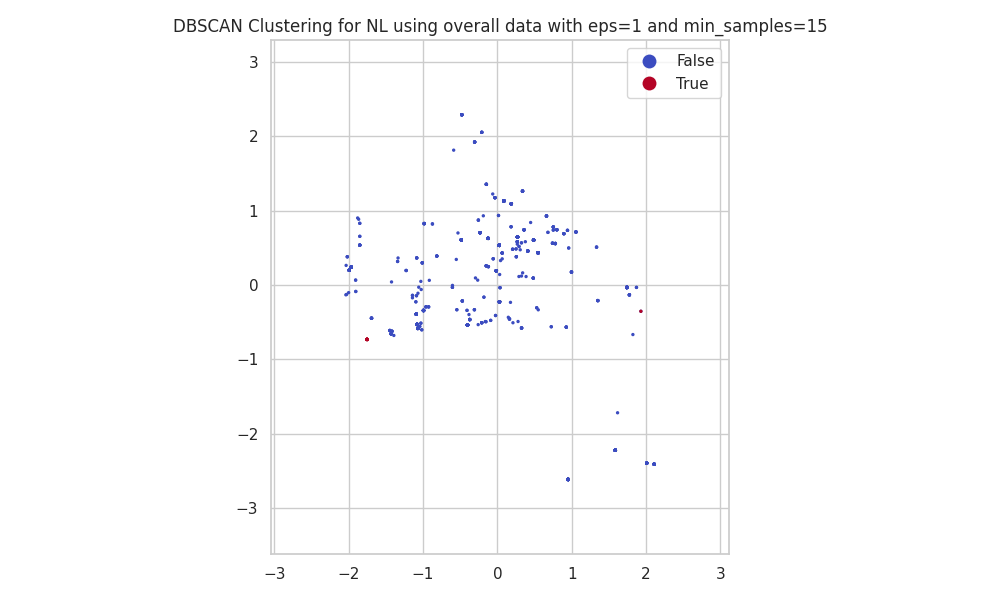 DBSCAN Clustering for NL using overall data with eps=1 and min_samples=15
False
True
3
2
1
0
−1
−2
−3
−3 −2 −1 0 1 2 3